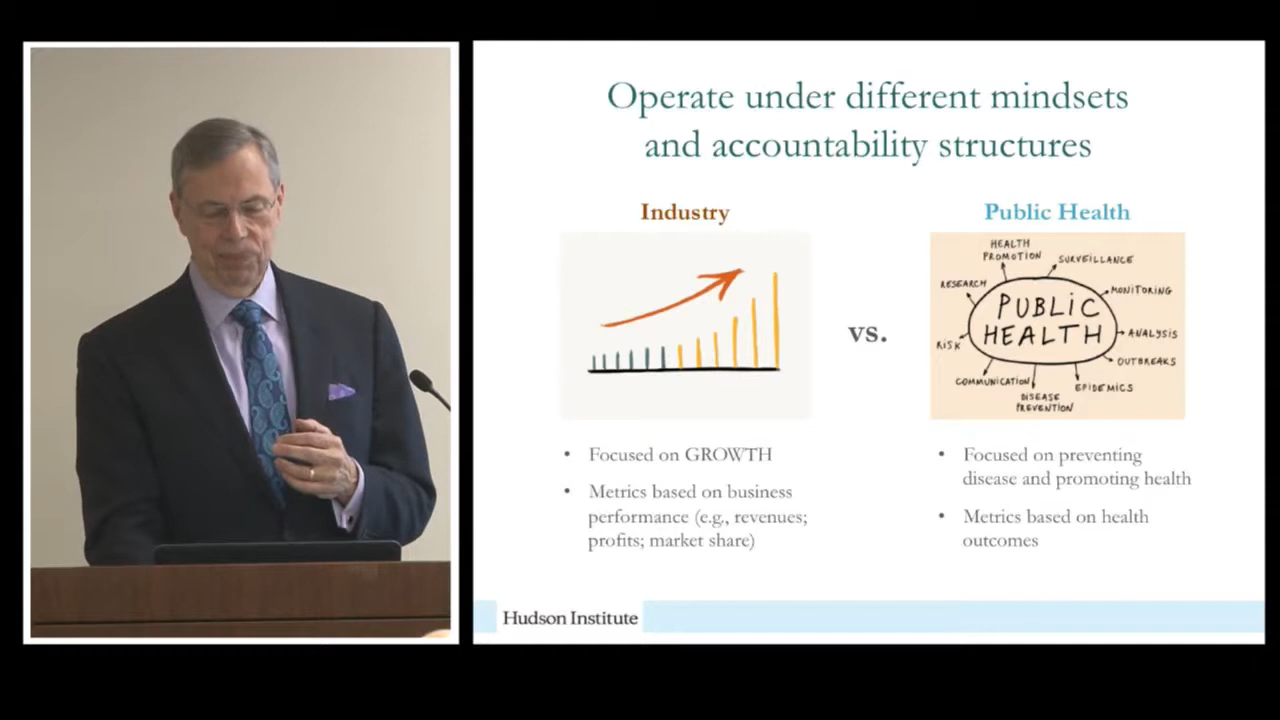 Operate under different mindsets
and accountability structures
Industry
Public Health
vs.
HEALTH
PROMOTION
SURVEILLANCE
RESEARCH
MONITORING
PUBLIC
HEALTH
ANALYSIS
RISK
OUTBREAKS
COMMUNICATION
EPIDEMICS
DISEASE
PREVENTION
• Focused on GROWTH
• Metrics based on business
performance (e.g., revenues;
profits; market share)
• Focused on preventing
disease and promoting health
• Metrics based on health
outcomes
Hudson Institute